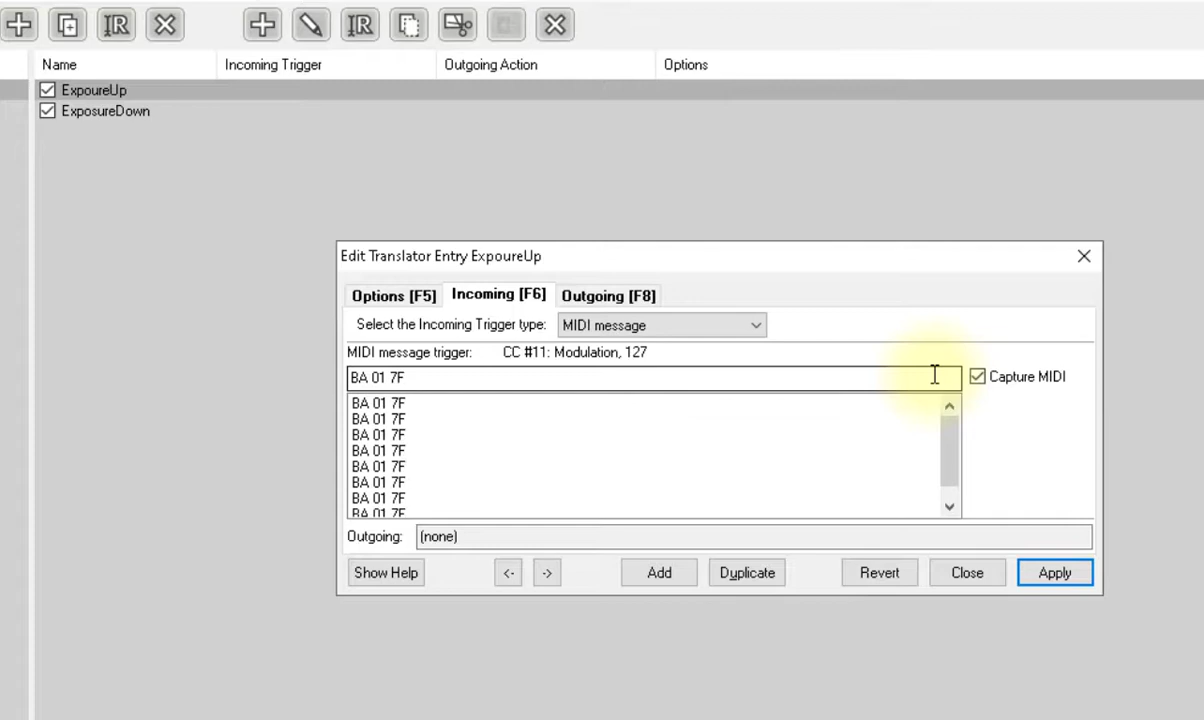 Name Incoming Trigger Outgoing Action Options
ExpoureUp
ExposureDown
Edit Translator Entry ExpoureUp
Options [F5] Incoming [F6] Outgoing [F8]
Select the Incoming Trigger type: MIDI message
MIDI message trigger: CC #11: Modulation, 127
BA 01 7F Capture MIDI
BA 01 7F
BA 01 7F
BA 01 7F
BA 01 7F
BA 01 7F
BA 01 7F
BA 01 7F
BA 01 7F
Outgoing: (none)
Show Help <- -> Add Duplicate Revert Close Apply